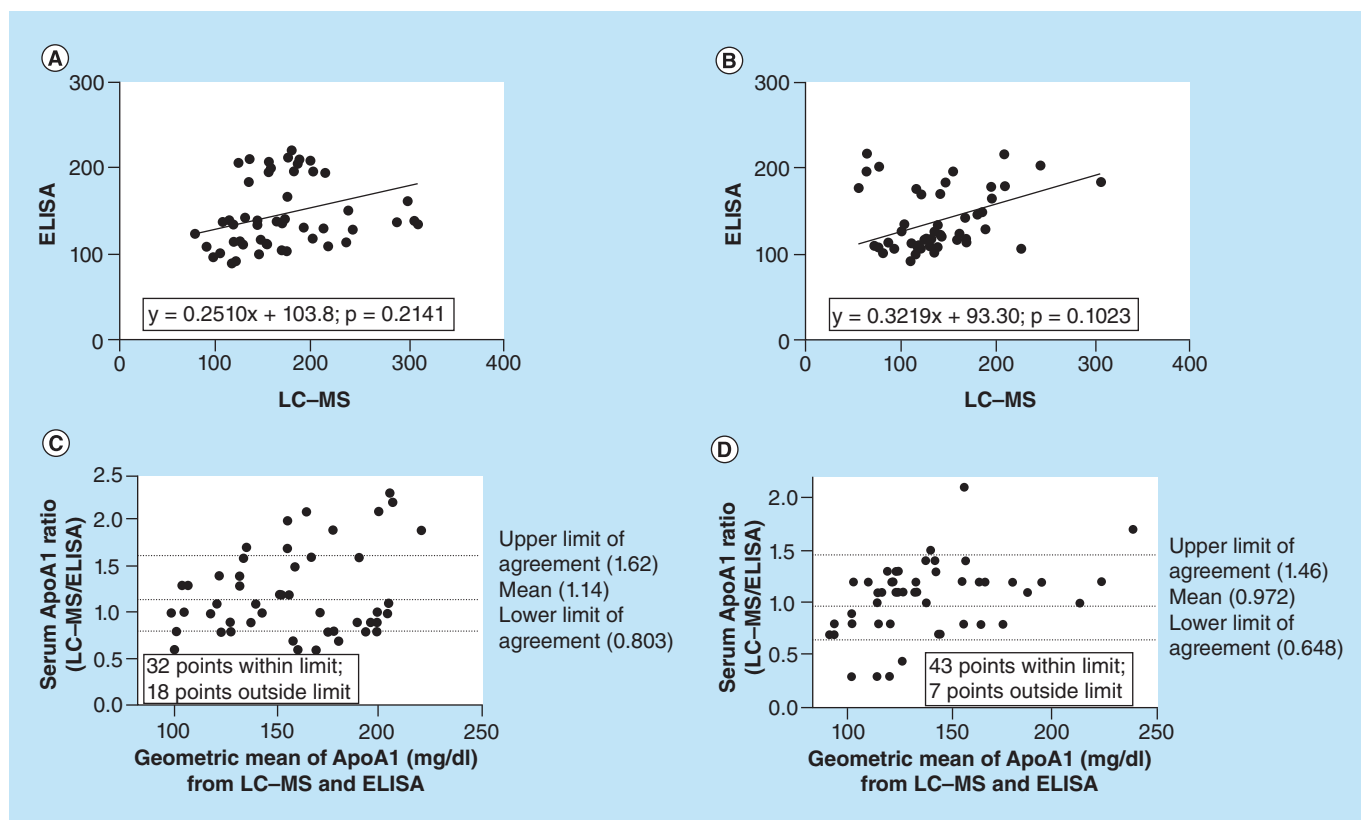 A
300
200
100
0
ELISA
y = 0.2510x + 103.8; p = 0.2141
0 100 200 300 400
LC–MS
B
300
200
100
0
ELISA
y = 0.3219x + 93.30; p = 0.1023
0 100 200 300 400
LC–MS
C
2.5
2.0
1.5
1.0
0.5
0.0
Serum ApoA1 ratio
(LC–MS/ELISA)
32 points within limit;
18 points outside limit
100 150 200 250
Geometric mean of ApoA1 (mg/dl)
from LC–MS and ELISA
Upper limit of
agreement (1.62)
Mean (1.14)
Lower limit of
agreement (0.803)
D
2.0
1.5
1.0
0.5
0.0
Serum ApoA1 ratio
(LC–MS/ELISA)
43 points within limit;
7 points outside limit
100 150 200 250
Geometric mean of ApoA1 (mg/dl)
from LC–MS and ELISA
Upper limit of
agreement (1.46)
Mean (0.972)
Lower limit of
agreement (0.648)